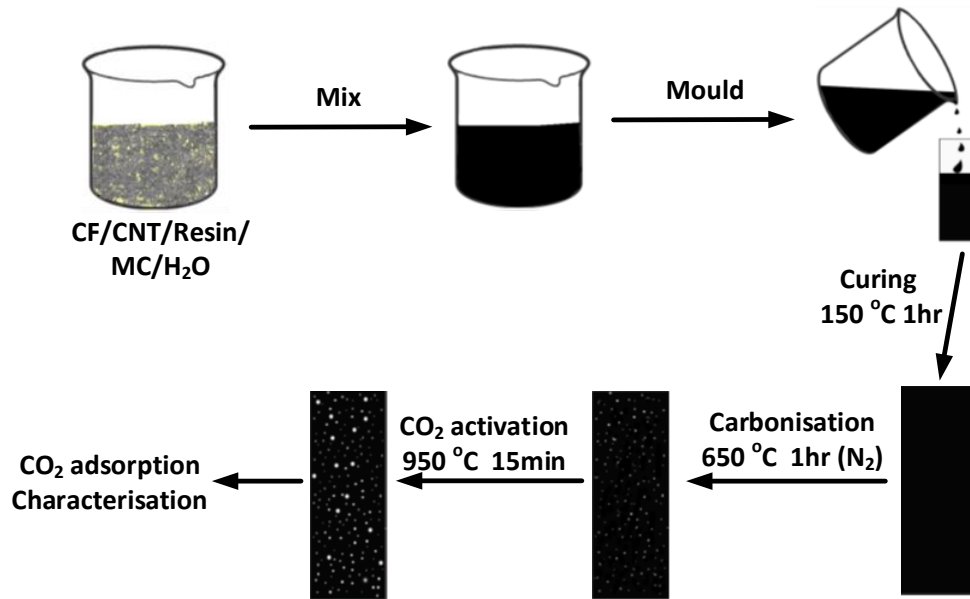 Mix
Mould
CF/CNT/Resin/
MC/H₂O
Curing
150 °C 1hr
Carbonisation
650 °C 1hr (N₂)
CO₂ activation
950 °C 15min
CO₂ adsorption
Characterisation